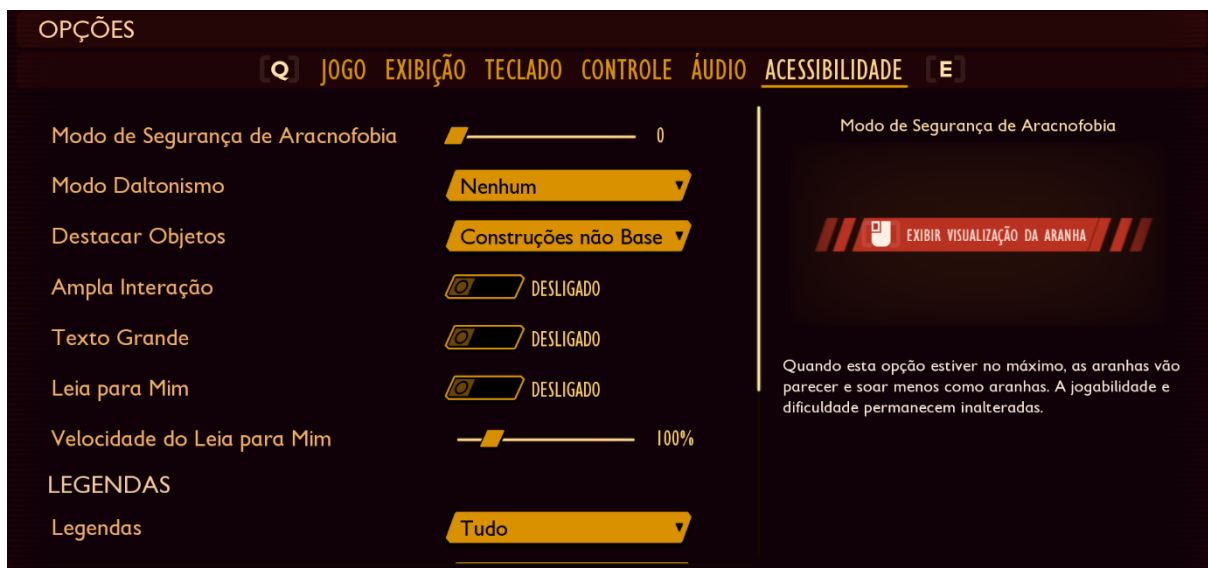 OPÇÕES
[Q] JOGO EXIBIÇÃO TECLADO CONTROLE ÁUDIO ACESSIBILIDADE [E]
Modo de Segurança de Aracnofobia 0
Modo Daltonismo Nenhum
Destacar Objetos Construções não Base
Ampla Interação DESLIGADO
Texto Grande DESLIGADO
Leia para Mim DESLIGADO
Velocidade do Leia para Mim 100%
LEGENDAS
Legendas Tudo
Modo de Segurança de Aracnofobia
EXIBIR VISUALIZAÇÃO DA ARANHA
Quando esta opção estiver no máximo, as aranhas vão
parecer e soar menos como aranhas. A jogabilidade e
dificuldade permanecem inalteradas.